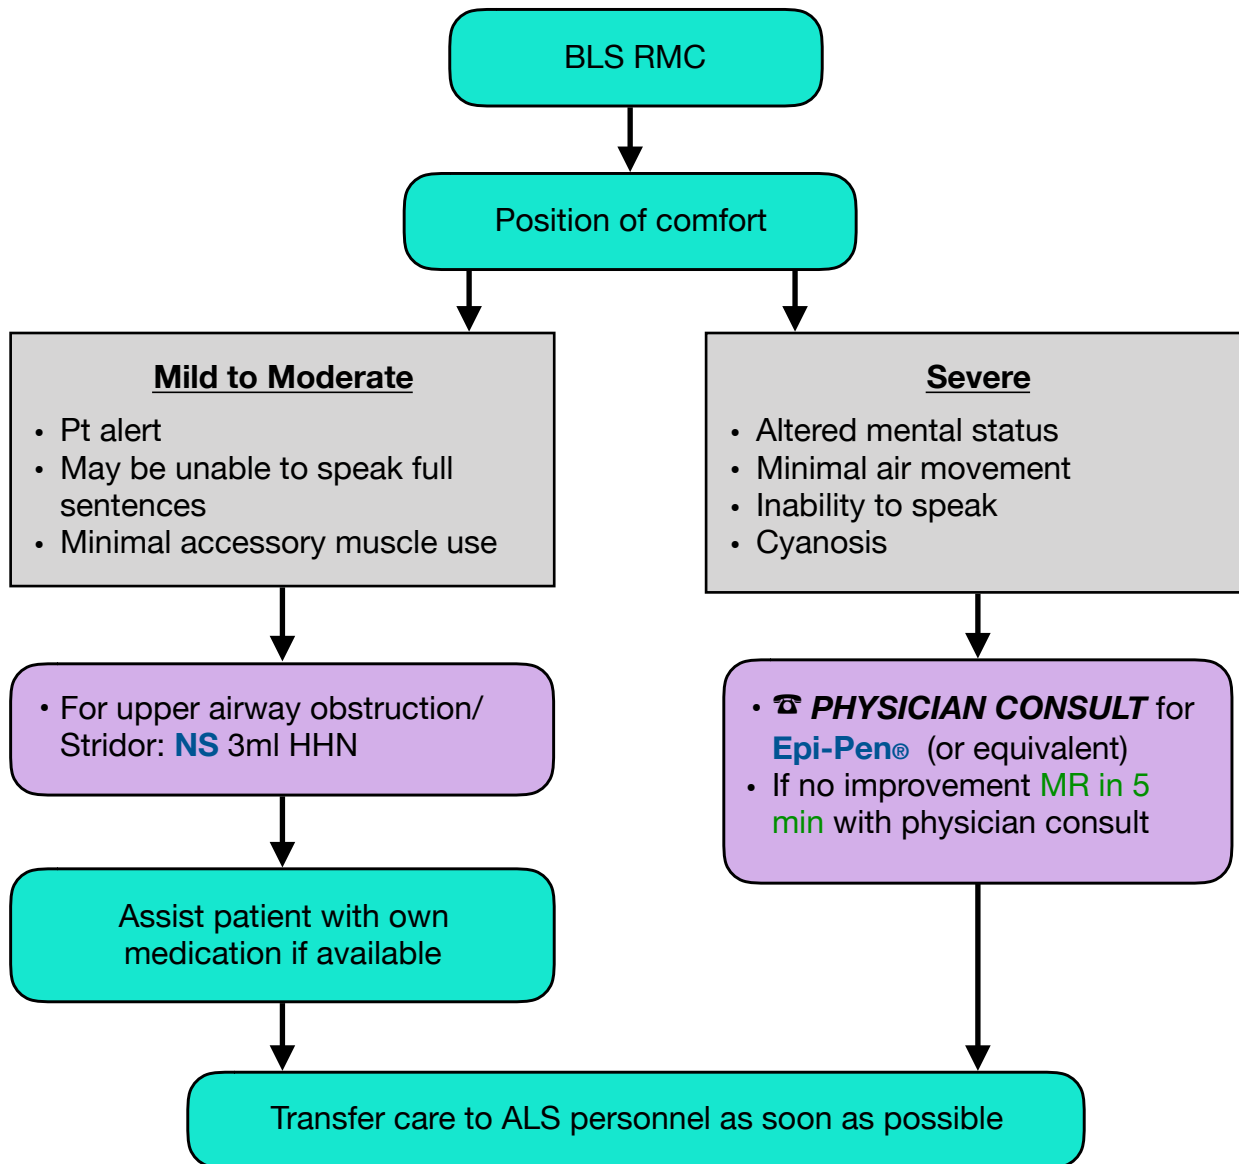 BLS RMC
Position of comfort
Mild to Moderate
• Pt alert
• May be unable to speak full
sentences
• Minimal accessory muscle use
Severe
• Altered mental status
• Minimal air movement
• Inability to speak
• Cyanosis
• For upper airway obstruction/
Stridor: NS 3ml HHN
• ☎ PHYSICIAN CONSULT for
Epi-Pen® (or equivalent)
• If no improvement MR in 5
min with physician consult
Assist patient with own
medication if available
Transfer care to ALS personnel as soon as possible